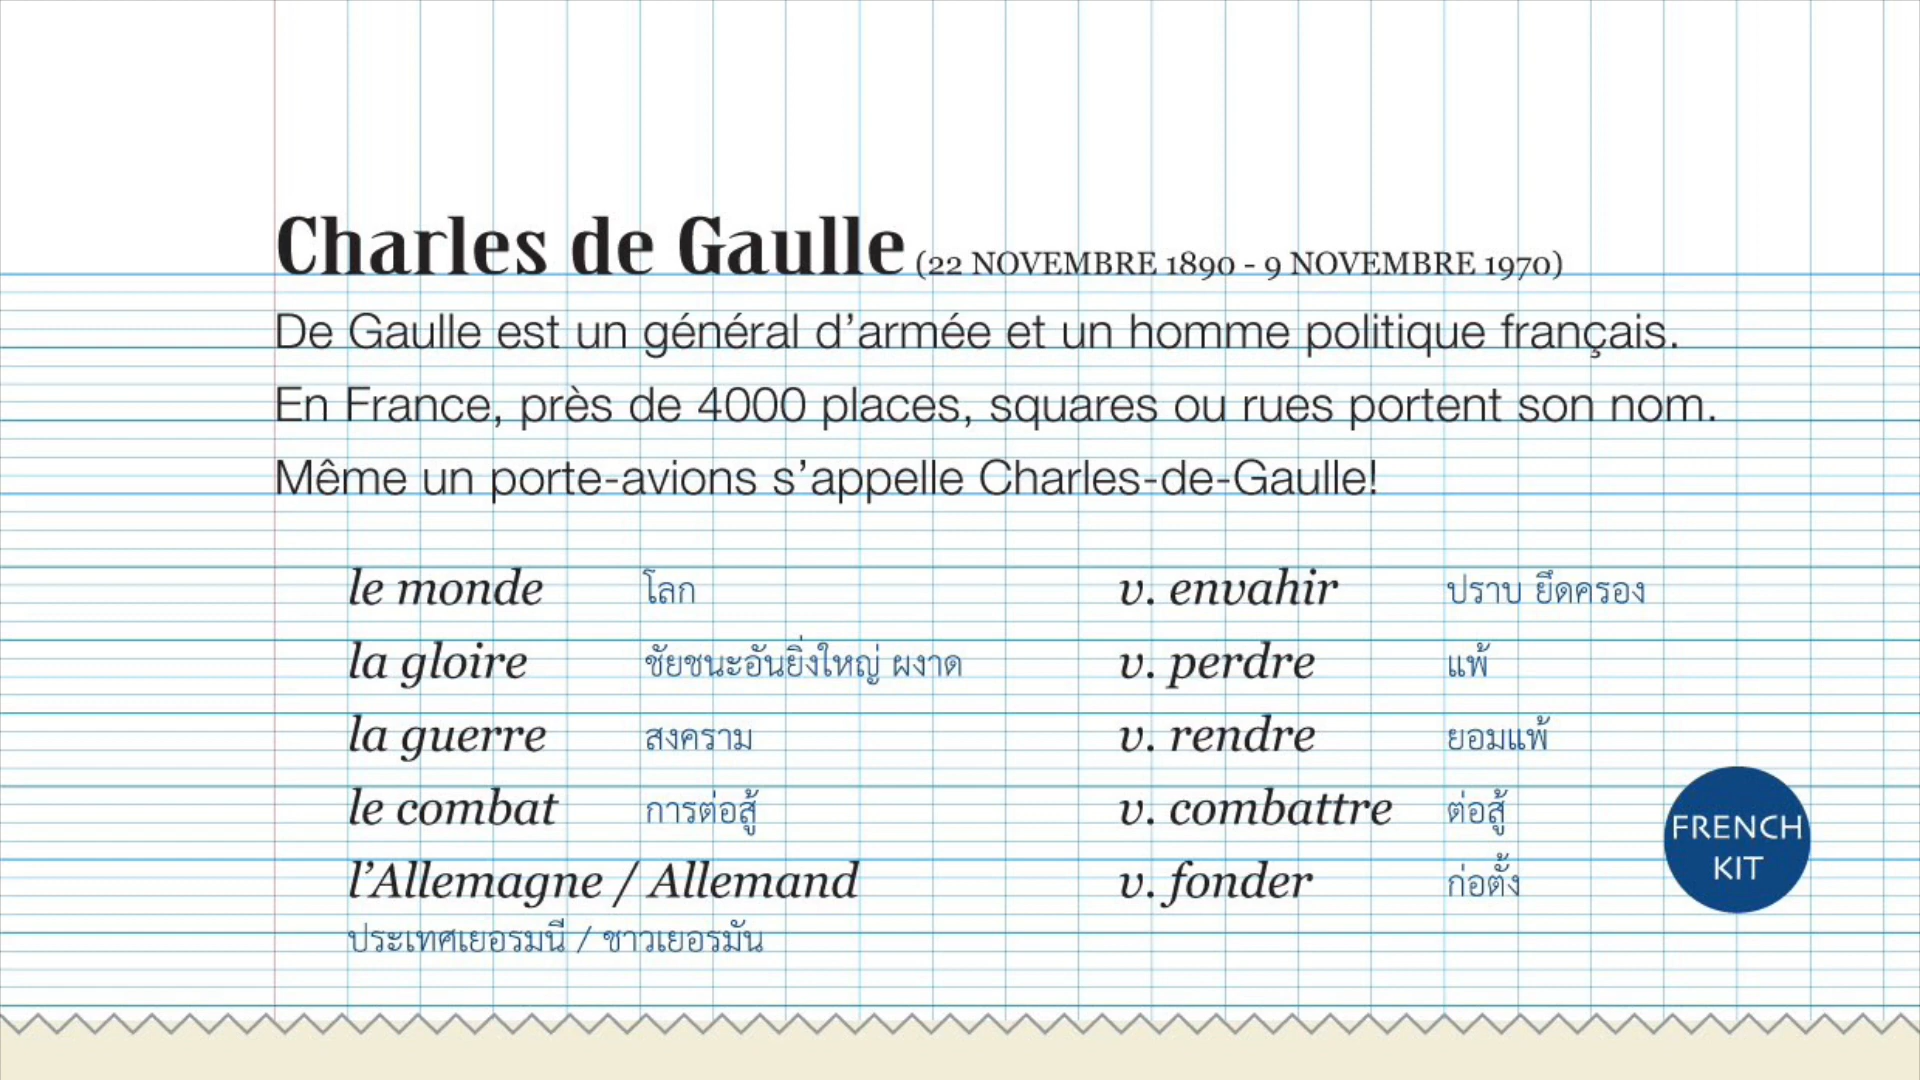 Charles de Gaulle (22 NOVEMBRE 1890 - 9 NOVEMBRE 1970)
De Gaulle est un général d’armée et un homme politique français.
En France, près de 4000 places, squares ou rues portent son nom.
Même un porte-avions s’appelle Charles-de-Gaulle!
le monde โลก
la gloire ชัยชนะอันยิ่งใหญ่ ผงาด
la guerre สงคราม
le combat การต่อสู้
l’Allemagne / Allemand
ประเทศเยอรมนี / ชาวเยอรมัน
v. envahir ปราบ ยึดครอง
v. perdre แพ้
v. rendre ยอมแพ้
v. combattre ต่อสู้
v. fonder ก่อตั้ง
FRENCH
KIT